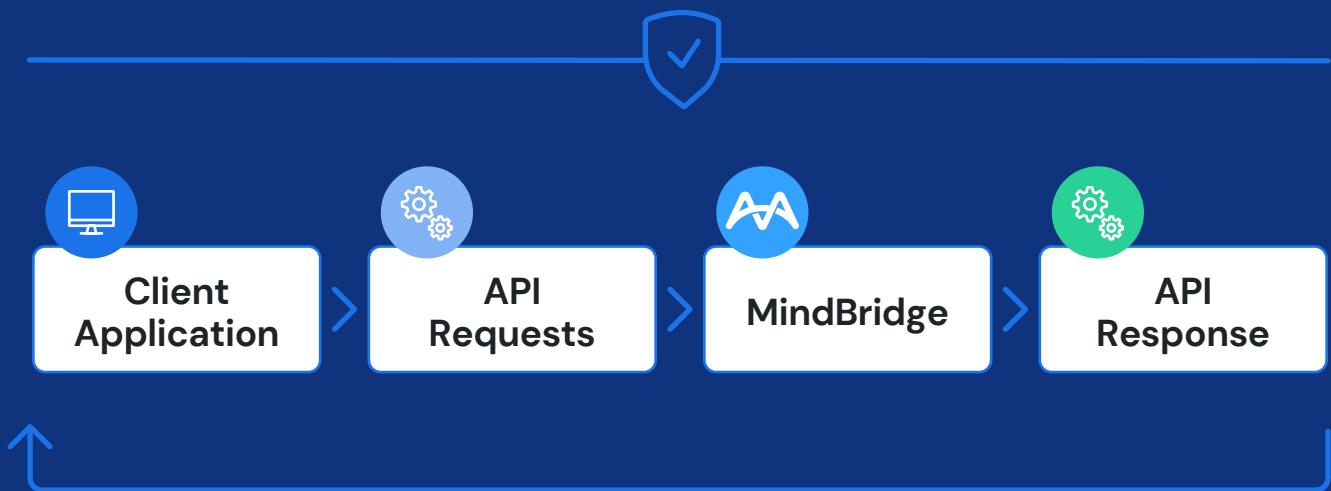 Client
Application
API
Requests
MindBridge
API
Response